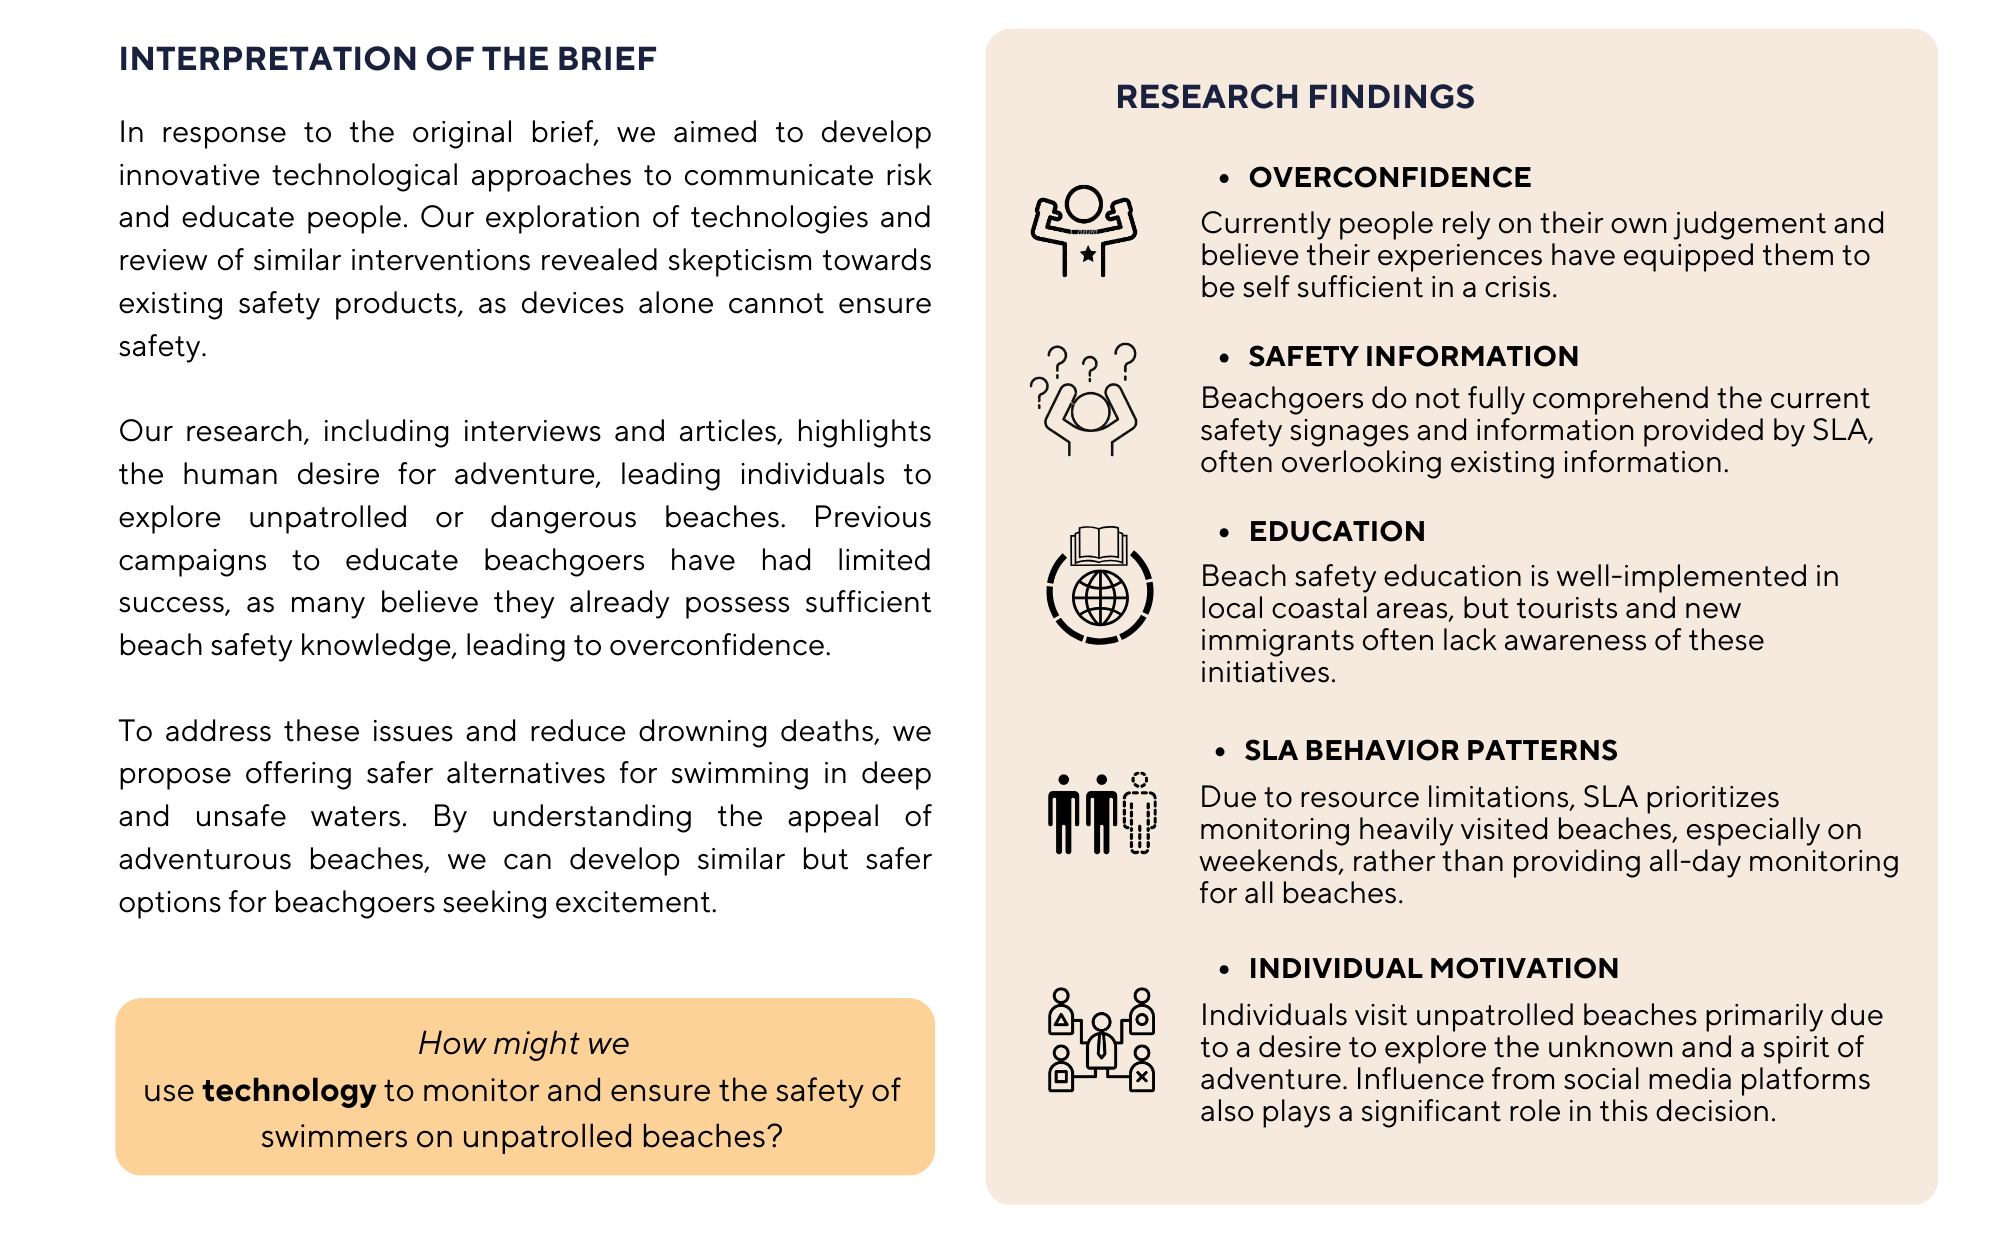 INTERPRETATION OF THE BRIEF
In response to the original brief, we aimed to develop
innovative technological approaches to communicate risk
and educate people. Our exploration of technologies and
review of similar interventions revealed skepticism towards
existing safety products, as devices alone cannot ensure
safety.
Our research, including interviews and articles, highlights
the human desire for adventure, leading individuals to
explore unpatrolled or dangerous beaches. Previous
campaigns to educate beachgoers have had limited
success, as many believe they already possess sufficient
beach safety knowledge, leading to overconfidence.
To address these issues and reduce drowning deaths, we
propose offering safer alternatives for swimming in deep
and unsafe waters. By understanding the appeal of
adventurous beaches, we can develop similar but safer
options for beachgoers seeking excitement.
How might we
use technology to monitor and ensure the safety of
swimmers on unpatrolled beaches?
RESEARCH FINDINGS
• OVERCONFIDENCE
Currently people rely on their own judgement and
believe their experiences have equipped them to
be self sufficient in a crisis.
? ? ? ?
• SAFETY INFORMATION
Beachgoers do not fully comprehend the current
safety signages and information provided by SLA,
often overlooking existing information.
• EDUCATION
Beach safety education is well-implemented in
local coastal areas, but tourists and new
immigrants often lack awareness of these
initiatives.
• SLA BEHAVIOR PATTERNS
Due to resource limitations, SLA prioritizes
monitoring heavily visited beaches, especially on
weekends, rather than providing all-day monitoring
for all beaches.
• INDIVIDUAL MOTIVATION
Individuals visit unpatrolled beaches primarily due
to a desire to explore the unknown and a spirit of
adventure. Influence from social media platforms
also plays a significant role in this decision.